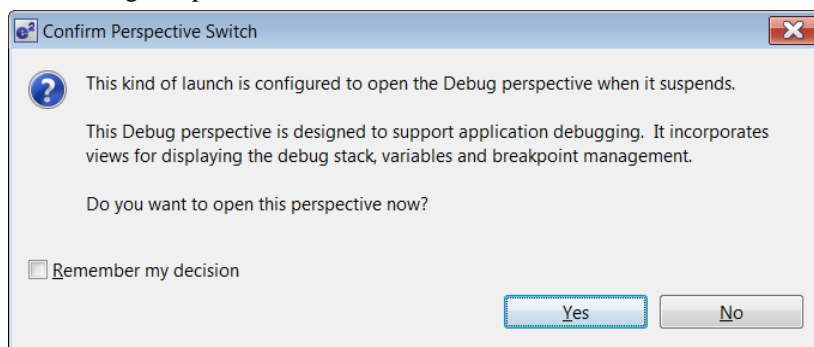 e² Confirm Perspective Switch
This kind of launch is configured to open the Debug perspective when it suspends.
This Debug perspective is designed to support application debugging.  It incorporates
views for displaying the debug stack, variables and breakpoint management.
Do you want to open this perspective now?
Remember my decision
Yes No